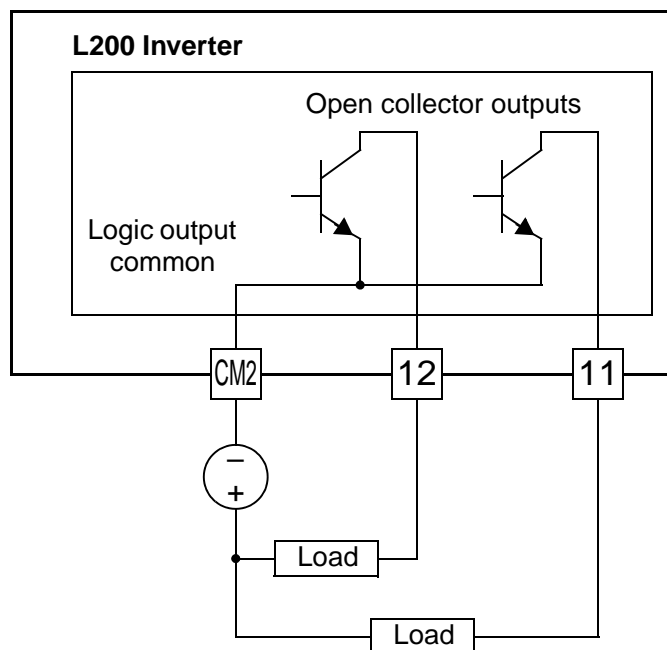 L200 Inverter
Open collector outputs
Logic output
common
CM2
12
11
–
+
Load
Load